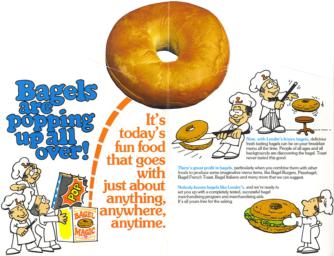 Bagels
are
popping
up all
over!
It's
today's
fun food
that goes
with
just about
anything,
anywhere,
anytime.
POP
BAGEL
MAGIC
Now, with Lender's frozen bagels, delicious
fresh tasting bagels can be on your breakfast
menu all the time. People of all ages and all
backgrounds are discovering the bagel. Toast
never tasted this good!
There's great profit in bagels, particularly when you combine them with other
foods to produce some imaginative menu items, like Bagel Burgers, Pizzabagel,
Bagel French Toast, Bagel Italiano and many more that we can suggest.
Nobody knows bagels like Lender's, and we're ready to
set you up with a completely tested, successful bagel
merchandising program and merchandising aids.
It's all yours free for the asking.